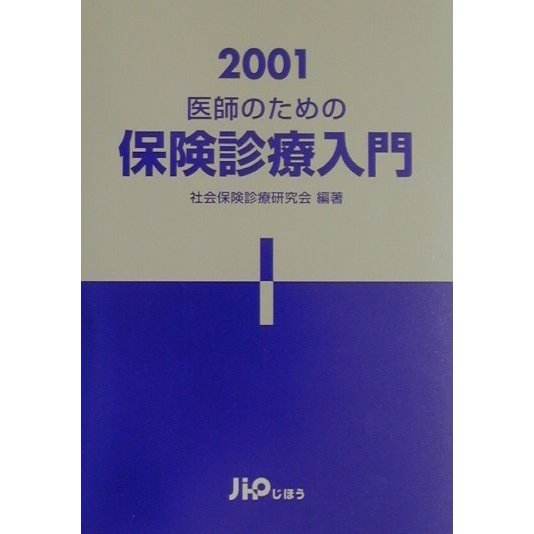 2001
医師のための
保険診療入門
社会保険診療研究会 編著
JiHO じほう